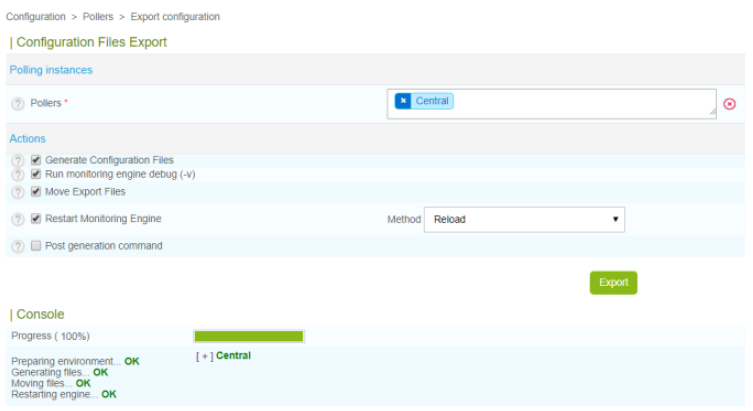 Configuration > Pollers > Export configuration
| Configuration Files Export
Polling instances
? Pollers * × Central
Actions
? Generate Configuration Files
? Run monitoring engine debug (-v)
? Move Export Files
? Restart Monitoring Engine Method Reload
? Post generation command
Export
| Console
Progress ( 100%)
Preparing environment... OK [ + ] Central
Generating files... OK
Moving files... OK
Restarting engine... OK